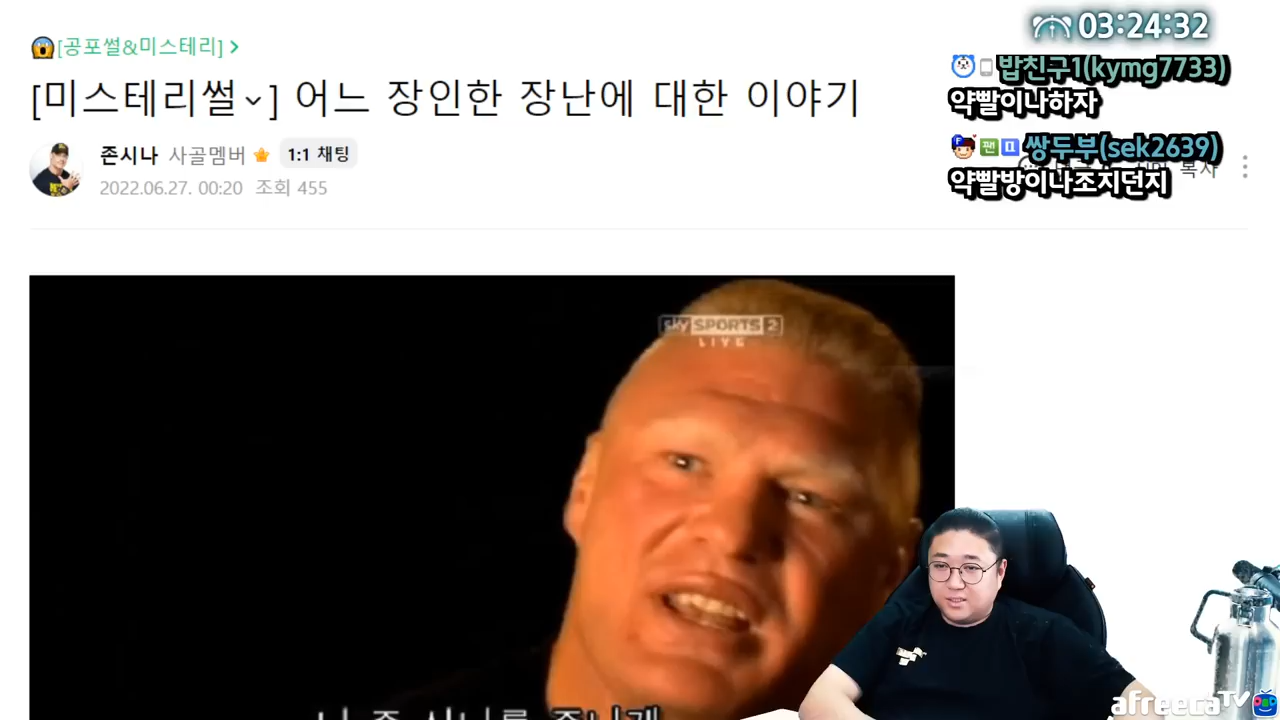 [공포썰&미스테리]
[미스테리썰] 어느 장인한 장난에 대한 이야기
존시나 사골멤버 1:1 채팅
2022.06.27. 00:20 조회 455
03:24:32
밥친구1(kymg7733)
약빨이나하자
쌍두부(sek2639)
약빨방이나조지던지
복사
sky SPORTS 2
LIVE
afreecaTV